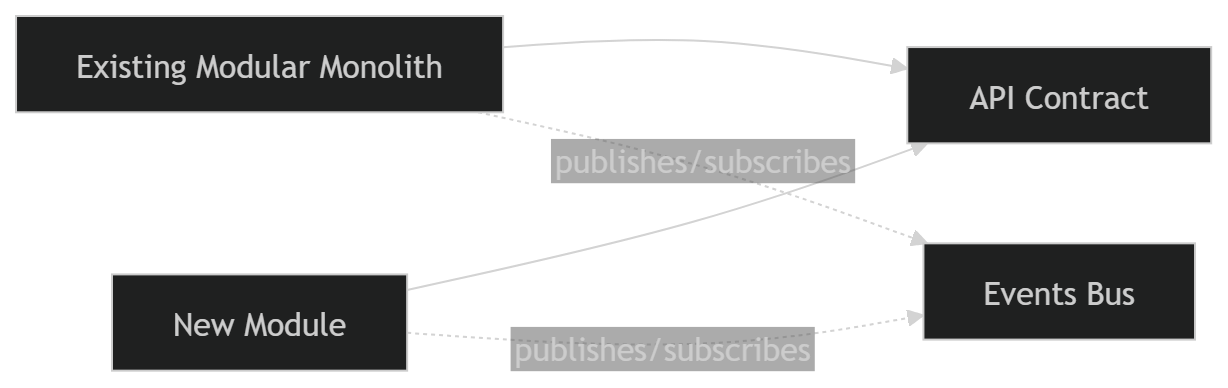 Existing Modular Monolith
API Contract
publishes/subscribes
Events Bus
New Module
publishes/subscribes